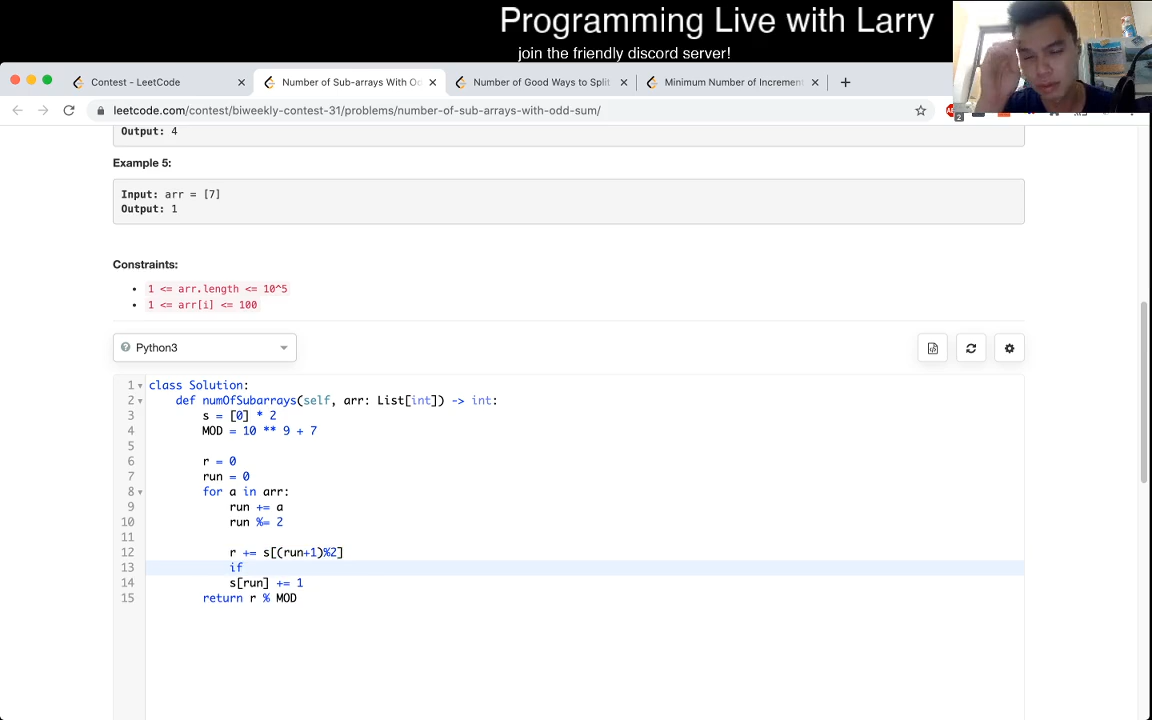 Programming Live with Larry
join the friendly discord server!
Contest - LeetCode
Number of Sub-arrays With Od
Number of Good Ways to Split
Minimum Number of Increment
leetcode.com/contest/biweekly-contest-31/problems/number-of-sub-arrays-with-odd-sum/
2
Output: 4
Example 5:
Input: arr = [7]
Output: 1
Constraints:
1 <= arr.length <= 10^5
1 <= arr[i] <= 100
Python3
1 class Solution:
2 def numOfSubarrays(self, arr: List[int]) -> int:
3 s = [0] * 2
4 MOD = 10 ** 9 + 7
5
6 r = 0
7 run = 0
8 for a in arr:
9 run += a
10 run %= 2
11
12 r += s[(run+1)%2]
13 if
14 s[run] += 1
15 return r % MOD